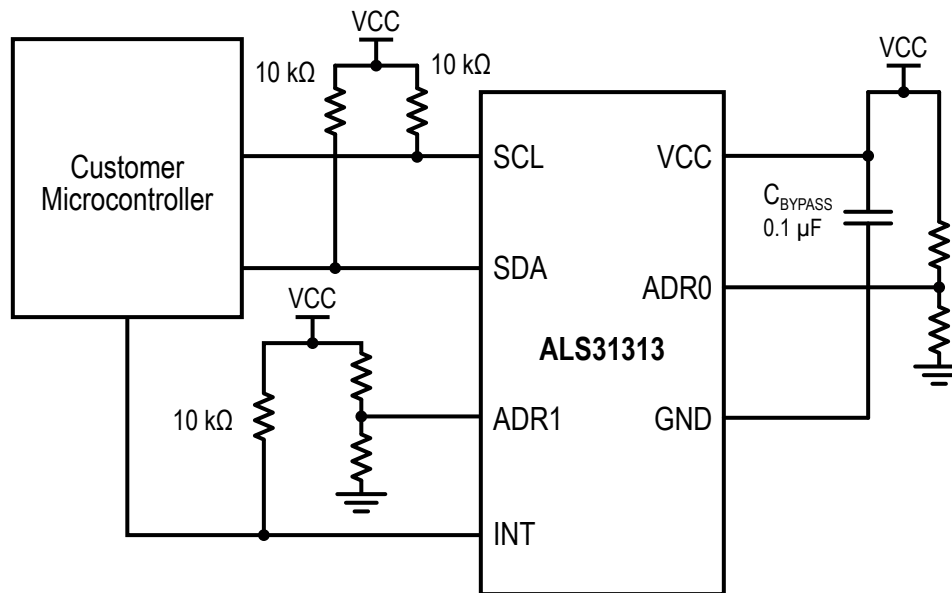 VCC
10 kΩ
10 kΩ
VCC
Customer
Microcontroller
SCL
VCC
C_BYPASS
0.1 µF
SDA
ADR0
VCC
ALS31313
10 kΩ
ADR1
GND
INT